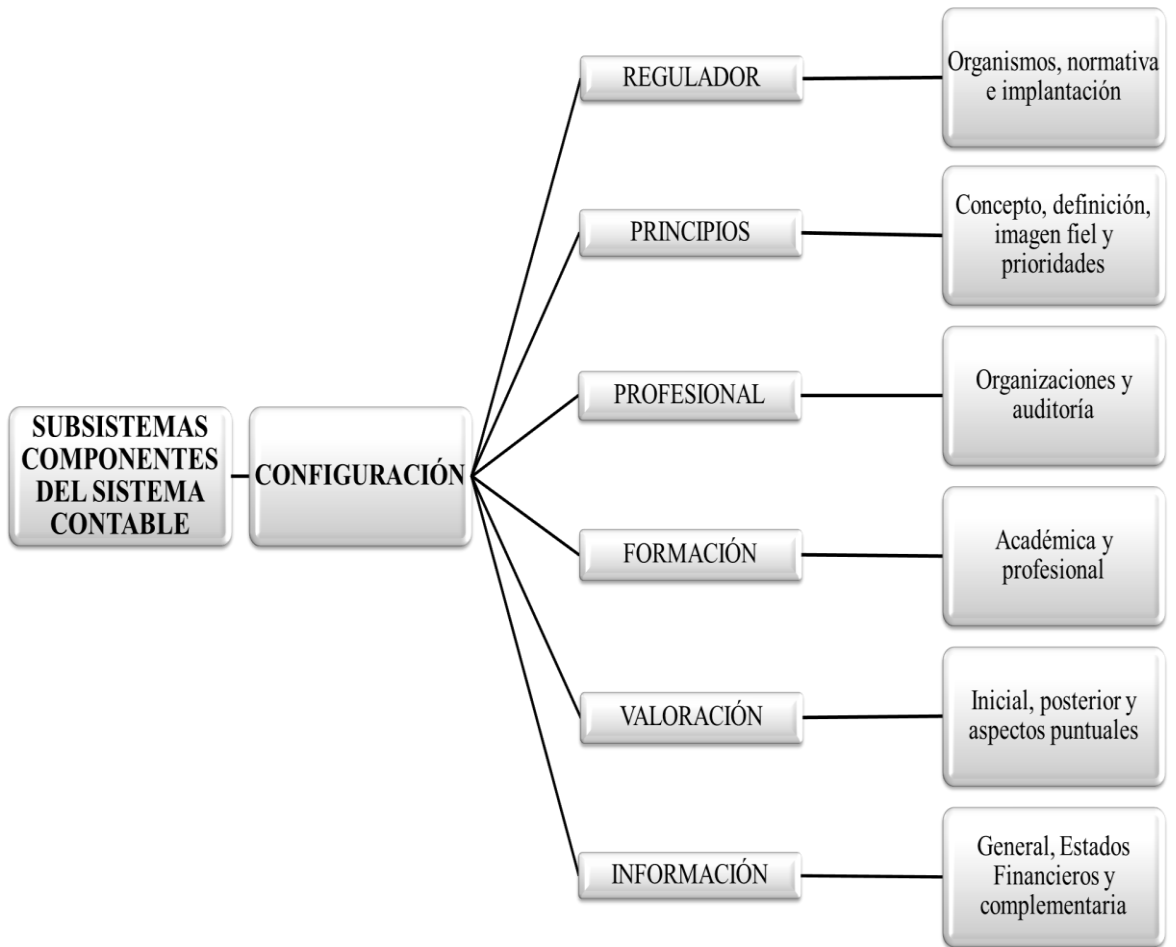 SUBSISTEMAS
COMPONENTES
DEL SISTEMA
CONTABLE
CONFIGURACIÓN
REGULADOR
Organismos, normativa
e implantación
PRINCIPIOS
Concepto, definición,
imagen fiel y
prioridades
PROFESIONAL
Organizaciones y
auditoría
FORMACIÓN
Académica y
profesional
VALORACIÓN
Inicial, posterior y
aspectos puntuales
INFORMACIÓN
General, Estados
Financieros y
complementaria